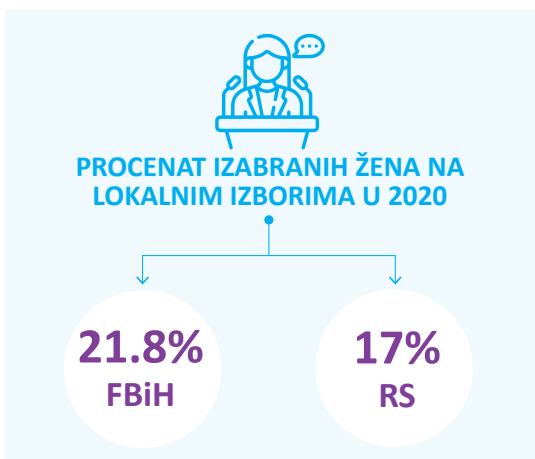 PROCENAT IZABRANIH ŽENA NA
LOKALNIM IZBORIMA U 2020
21.8%
FBiH
17%
RS